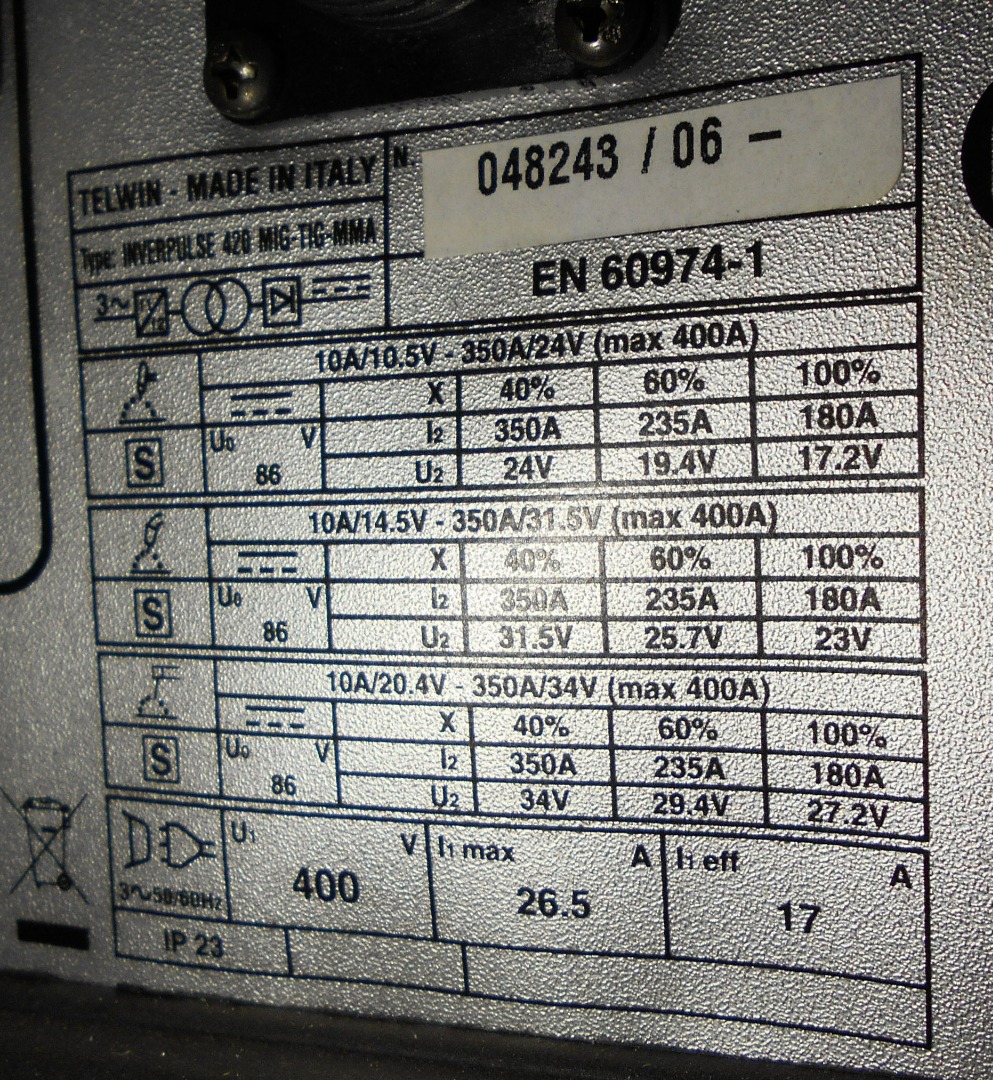 TELWIN - MADE IN ITALY
N. 048243 / 06 -
Type: INVERPULSE 420 MIG-TIG-MMA
EN 60974-1
3~
10A/10.5V - 350A/24V (max 400A)
X 40% 60% 100%
S U0 V I2 350A 235A 180A
86 U2 24V 19.4V 17.2V
10A/14.5V - 350A/31.5V (max 400A)
X 40% 60% 100%
S U0 V I2 350A 235A 180A
86 U2 31.5V 25.7V 23V
10A/20.4V - 350A/34V (max 400A)
X 40% 60% 100%
S U0 V I2 350A 235A 180A
86 U2 34V 29.4V 27.2V
U1 V I1 max A I1 eff A
3~50/60Hz 400 26.5 17
IP 23